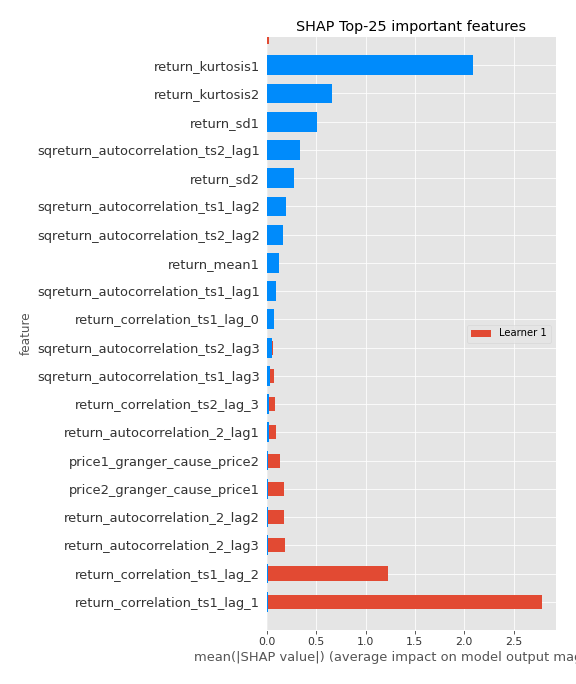 SHAP Top-25 important features
return_kurtosis1
return_kurtosis2
return_sd1
sqreturn_autocorrelation_ts2_lag1
return_sd2
sqreturn_autocorrelation_ts1_lag2
sqreturn_autocorrelation_ts2_lag2
return_mean1
sqreturn_autocorrelation_ts1_lag1
return_correlation_ts1_lag_0
sqreturn_autocorrelation_ts2_lag3
sqreturn_autocorrelation_ts1_lag3
return_correlation_ts2_lag_3
return_autocorrelation_2_lag1
price1_granger_cause_price2
price2_granger_cause_price1
return_autocorrelation_2_lag2
return_autocorrelation_2_lag3
return_correlation_ts1_lag_2
return_correlation_ts1_lag_1
feature
Learner 1
0.0 0.5 1.0 1.5 2.0 2.5
mean(|SHAP value|) (average impact on model output mag